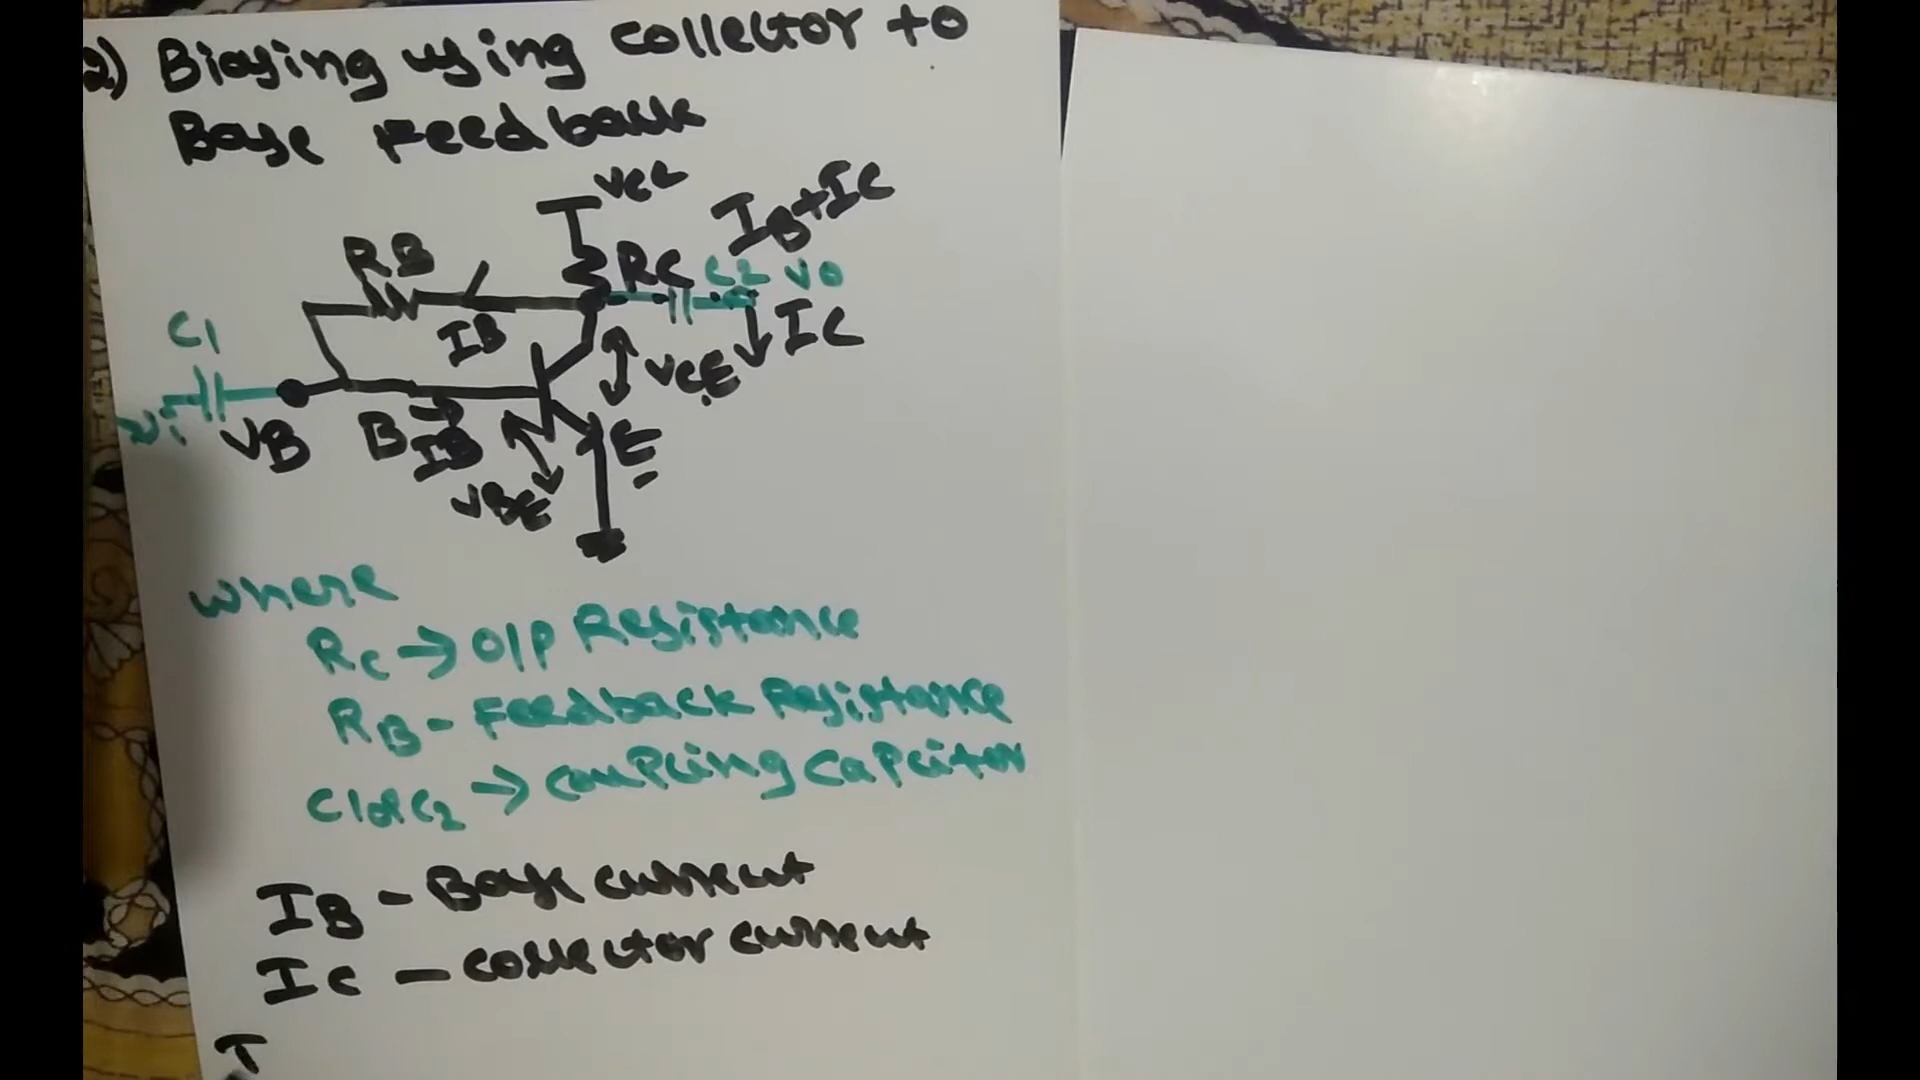 2) Biasing using collector to
Base Feedback
VCC
IB+IC
RB
RC
C2
Vo
IC
IB
C1
VCE
Vi
VB
B
IB
E
VBE
where
RC → O/P Resistance
RB - Feedback Resistance
C1&C2 → coupling capcitor
IB - Base current
IC - collector current
I